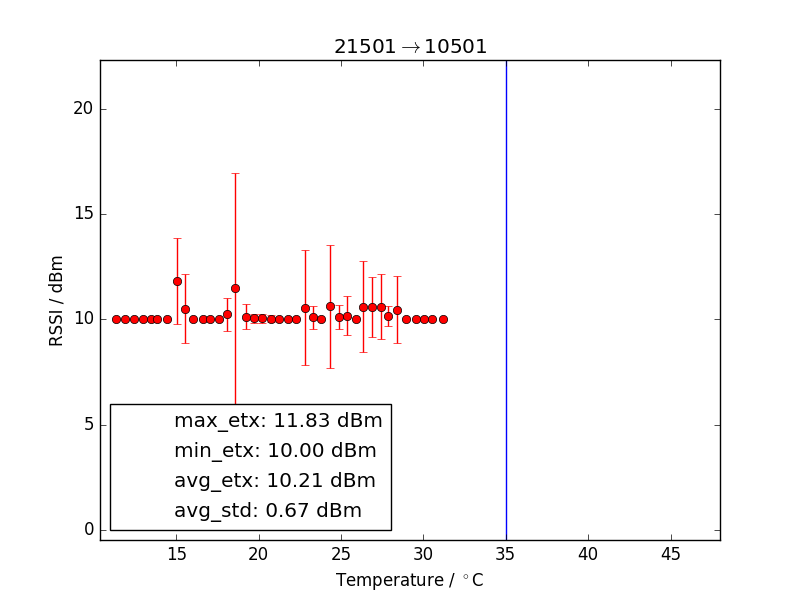 21501→10501
RSSI / dBm
20
15
10
5
0
max_etx: 11.83 dBm
min_etx: 10.00 dBm
avg_etx: 10.21 dBm
avg_std: 0.67 dBm
15 20 25 30 35 40 45
Temperature / °C